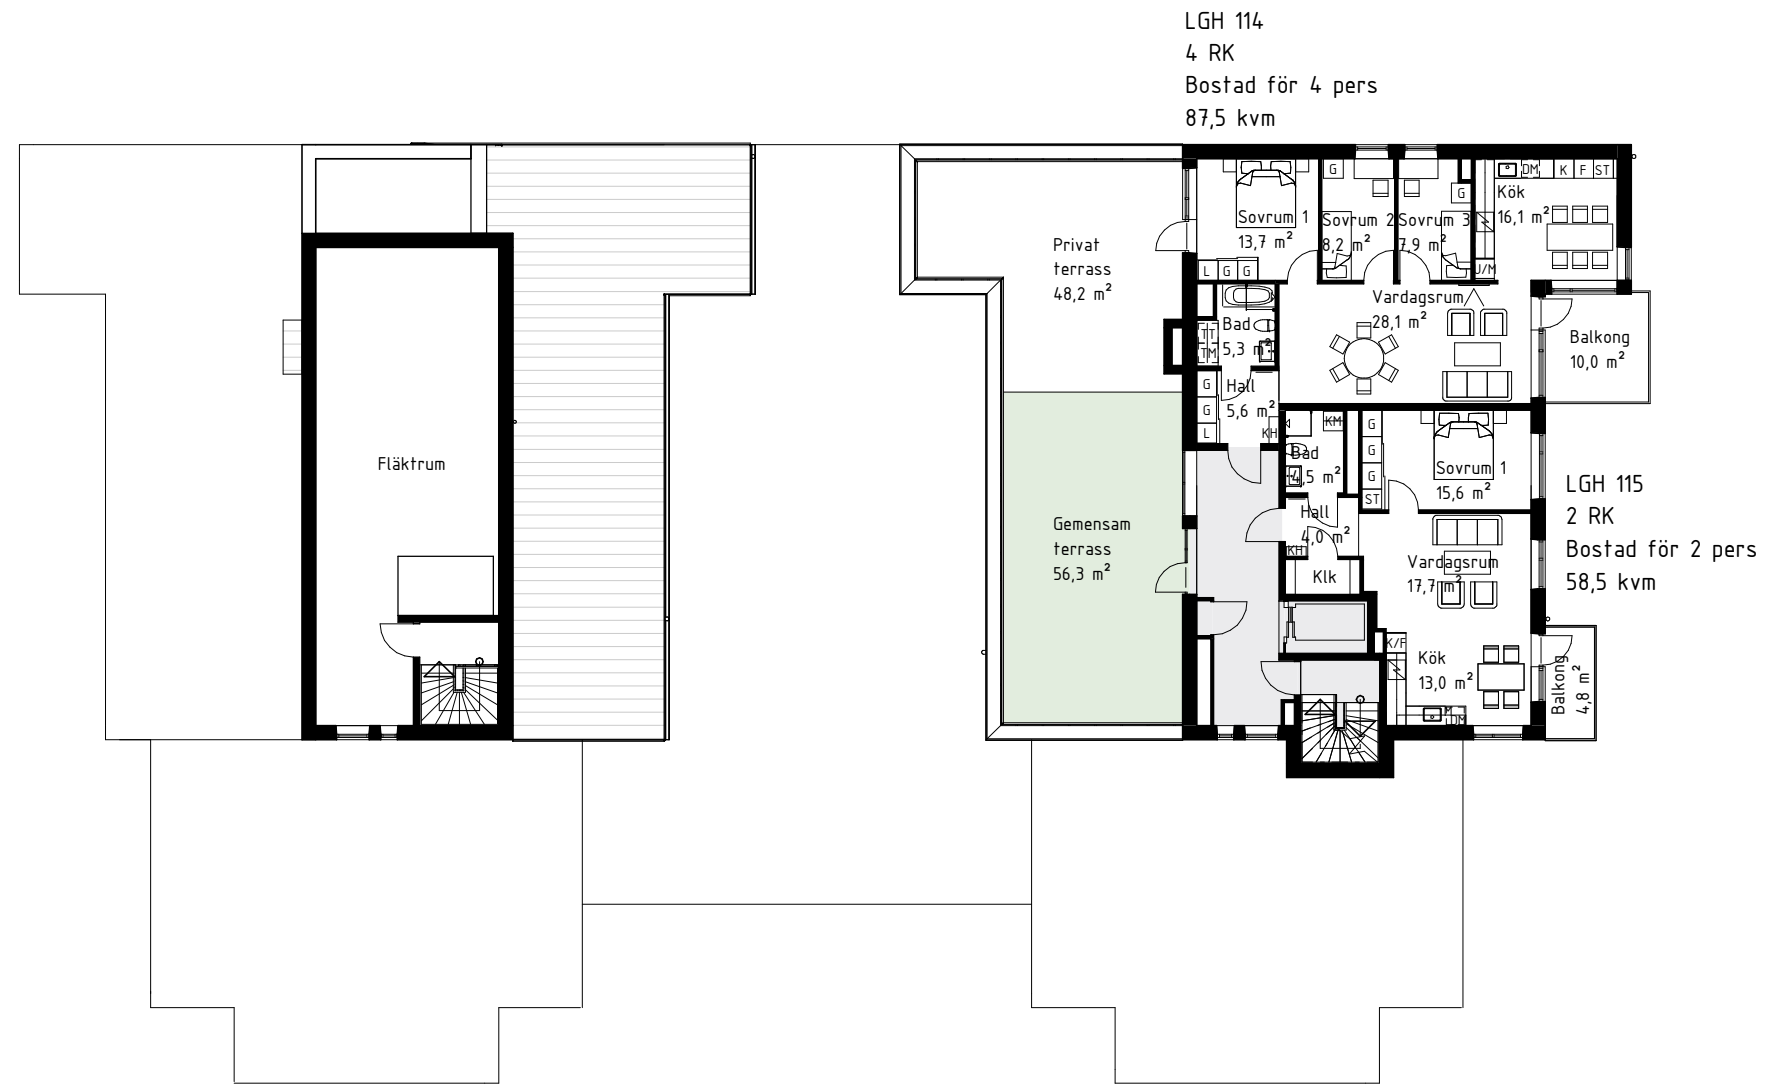 LGH 114
4 RK
Bostad för 4 pers
87,5 kvm
Privat
terrass
48,2 m²
Sovrum 1
13,7 m²
L G G
G
Sovrum 2
8,2 m²
G
Sovrum 3
7,9 m²
DM K F ST
Kök
16,1 m²
U/M
Vardagsrum
28,1 m²
Balkong
10,0 m²
Bad
5,3 m²
TT
TM
Hall
5,6 m²
G
G
L
KH
Fläktrum
Gemensam
terrass
56,3 m²
KM
Bad
4,5 m²
G
G
G
ST
Sovrum 1
15,6 m²
LGH 115
2 RK
Bostad för 2 pers
58,5 kvm
Hall
4,0 m²
KH
Klk
Vardagsrum
17,7 m²
K/F
Kök
13,0 m²
M
DM
Balkong
4,8 m²